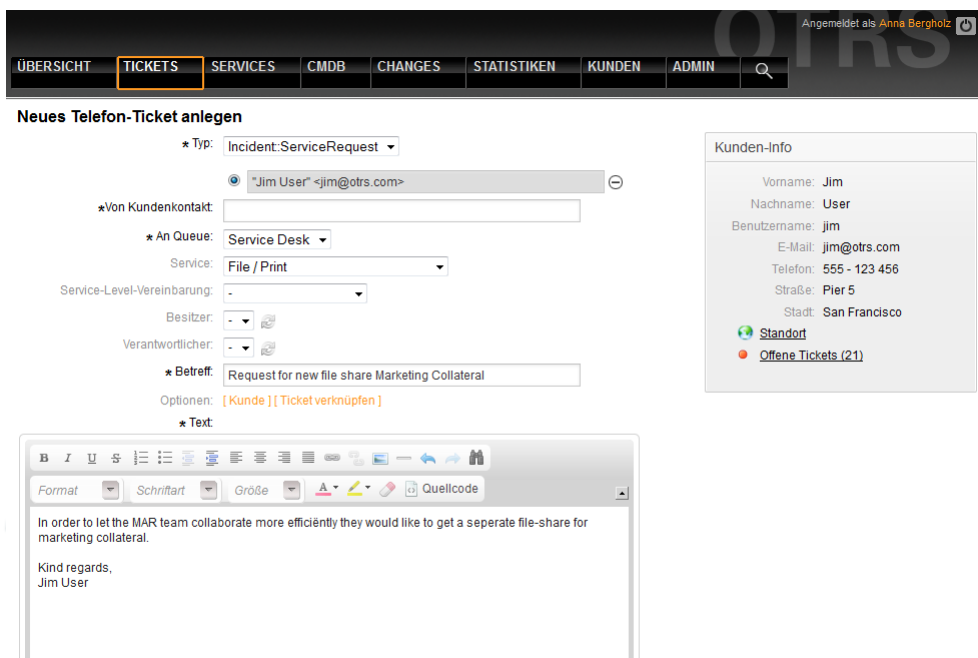 OTRS
Angemeldet als Anna Bergholz
ÜBERSICHT TICKETS SERVICES CMDB CHANGES STATISTIKEN KUNDEN ADMIN
Neues Telefon-Ticket anlegen
* Typ: Incident::ServiceRequest
"Jim User" <jim@otrs.com>
*Von Kundenkontakt:
* An Queue: Service Desk
Service: File / Print
Service-Level-Vereinbarung: -
Besitzer: -
Verantwortlicher: -
* Betreff: Request for new file share Marketing Collateral
Optionen: [ Kunde ] [ Ticket verknüpfen ]
* Text:
B I U S
Format Schriftart Größe A Quellcode
In order to let the MAR team collaborate more efficiëntly they would like to get a seperate file-share for
marketing collateral.
Kind regards,
Jim User
Kunden-Info
Vorname: Jim
Nachname: User
Benutzername: jim
E-Mail: jim@otrs.com
Telefon: 555 - 123 456
Straße: Pier 5
Stadt: San Francisco
Standort
Offene Tickets (21)